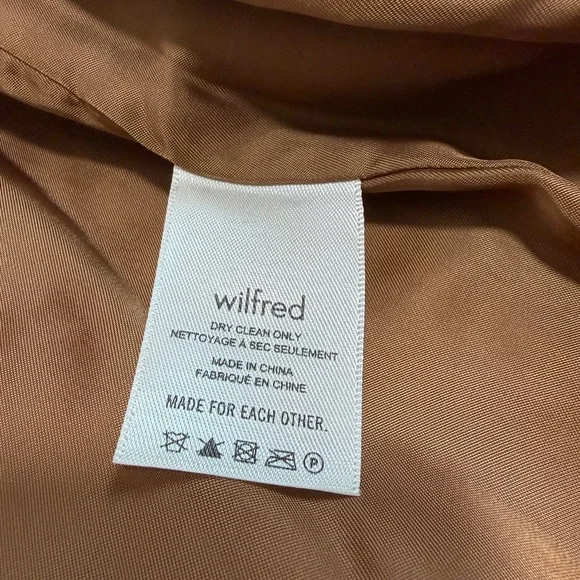 wilfred
DRY CLEAN ONLY
NETTOYAGE À SEC SEULEMENT
MADE IN CHINA
FABRIQUÉ EN CHINE
MADE FOR EACH OTHER.
P